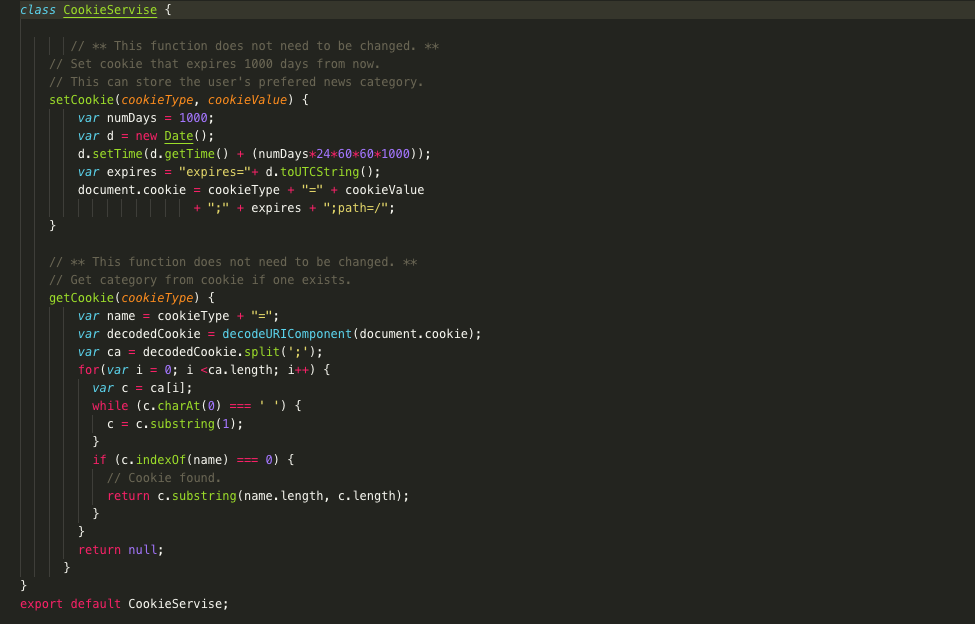 class CookieServise {
// ** This function does not need to be changed. **
// Set cookie that expires 1000 days from now.
// This can store the user's prefered news category.
setCookie(cookieType, cookieValue) {
var numDays = 1000;
var d = new Date();
d.setTime(d.getTime() + (numDays*24*60*60*1000));
var expires = "expires="+ d.toUTCString();
document.cookie = cookieType + "=" + cookieValue
+ ";" + expires + ";path=/";
}
// ** This function does not need to be changed. **
// Get category from cookie if one exists.
getCookie(cookieType) {
var name = cookieType + "=";
var decodedCookie = decodeURIComponent(document.cookie);
var ca = decodedCookie.split(';');
for(var i = 0; i <ca.length; i++) {
var c = ca[i];
while (c.charAt(0) === ' ') {
c = c.substring(1);
}
if (c.indexOf(name) === 0) {
// Cookie found.
return c.substring(name.length, c.length);
}
}
return null;
}
}
export default CookieServise;